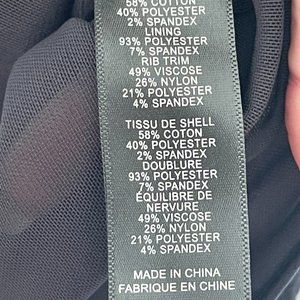 58% COTTON
40% POLYESTER
2% SPANDEX
LINING
93% POLYESTER
7% SPANDEX
RIB TRIM
49% VISCOSE
26% NYLON
21% POLYESTER
4% SPANDEX
TISSU DE SHELL
58% COTON
40% POLYESTER
2% SPANDEX
DOUBLURE
93% POLYESTER
7% SPANDEX
ÉQUILIBRE DE
NERVURE
49% VISCOSE
26% NYLON
21% POLYESTER
4% SPANDEX
MADE IN CHINA
FABRIQUE EN CHINE